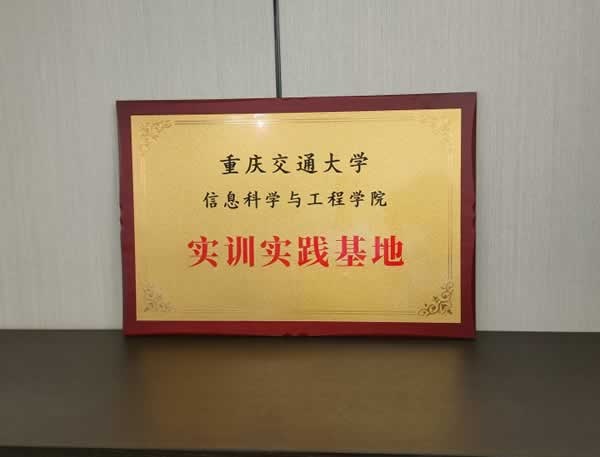 重庆交通大学
信息科学与工程学院
实训实践基地